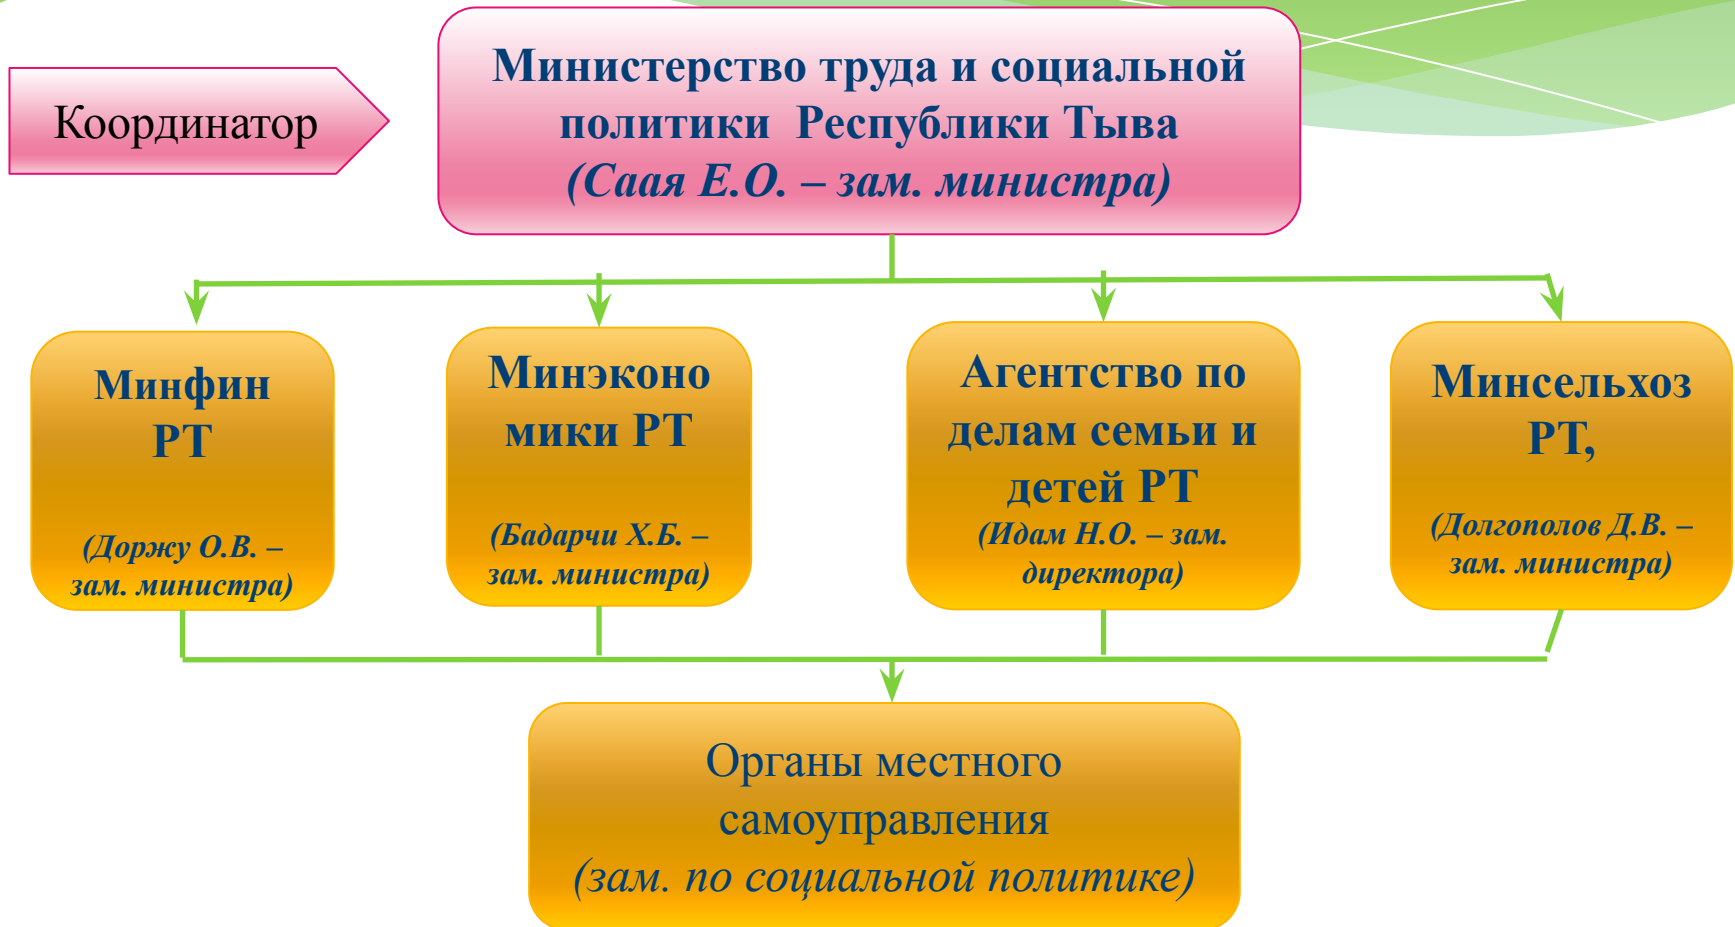 Координатор
Министерство труда и социальной
политики Республики Тыва
(Саая Е.О. – зам. министра)
Минфин
РТ
(Доржу О.В. –
зам. министра)
Минэконо
мики РТ
(Бадарчи Х.Б. –
зам. министра)
Агентство по
делам семьи и
детей РТ
(Идам Н.О. – зам.
директора)
Минсельхоз
РТ,
(Долгополов Д.В. –
зам. министра)
Органы местного
самоуправления
(зам. по социальной политике)